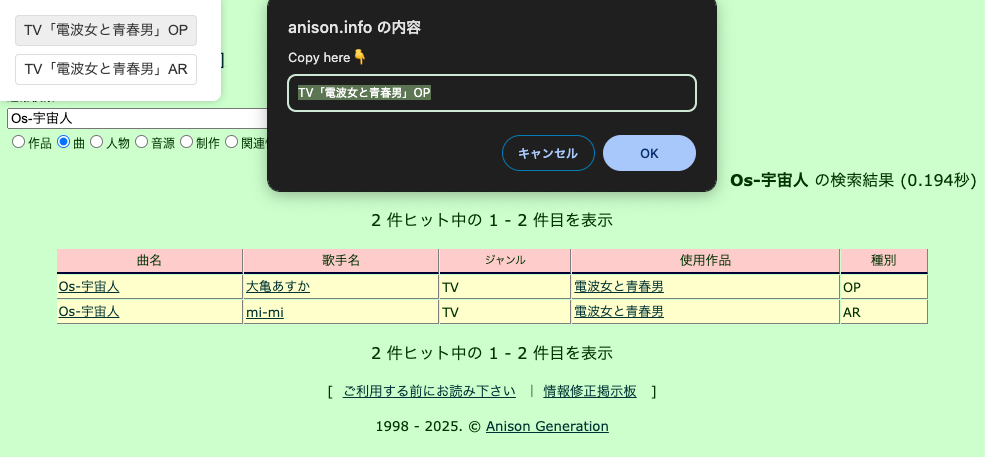 TV「電波女と青春男」OP
TV「電波女と青春男」AR
]
anison.info の内容
Copy here👇
TV「電波女と青春男」OP
キャンセル
OK
Os-宇宙人
作品 曲 人物 音源 制作
Os-宇宙人 の検索結果 (0.194秒)
2 件ヒット中の 1 - 2 件目を表示
曲名 歌手名 ジャンル 使用作品 種別
Os-宇宙人 大亀あすか TV 電波女と青春男 OP
Os-宇宙人 mi-mi TV 電波女と青春男 AR
2 件ヒット中の 1 - 2 件目を表示
[ ご利用する前にお読み下さい | 情報修正掲示板 ]
1998 - 2025. © Anison Generation